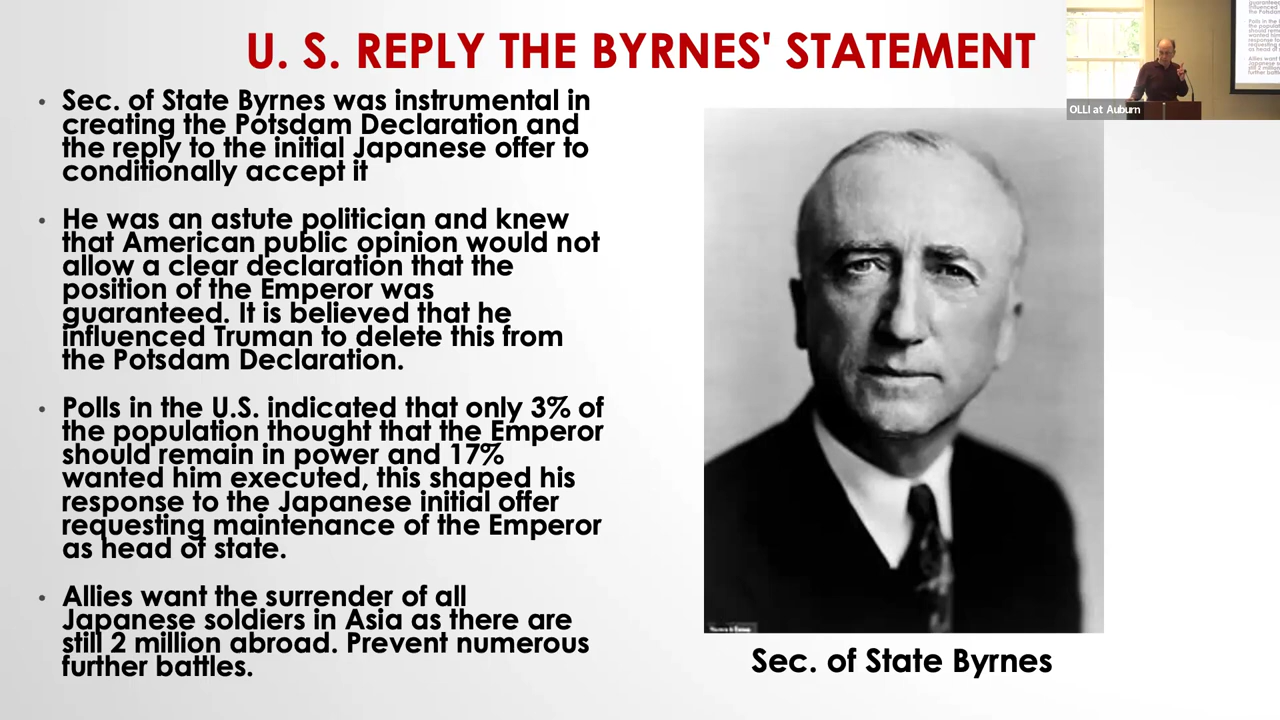 U. S. REPLY THE BYRNES' STATEMENT
• Sec. of State Byrnes was instrumental in
creating the Potsdam Declaration and
the reply to the initial Japanese offer to
conditionally accept it
• He was an astute politician and knew
that American public opinion would not
allow a clear declaration that the
position of the Emperor was
guaranteed. It is believed that he
influenced Truman to delete this from
the Potsdam Declaration.
• Polls in the U.S. indicated that only 3% of
the population thought that the Emperor
should remain in power and 17%
wanted him executed, this shaped his
response to the Japanese initial offer
requesting maintenance of the Emperor
as head of state.
• Allies want the surrender of all
Japanese soldiers in Asia as there are
still 2 million abroad. Prevent numerous
further battles.
Sec. of State Byrnes
OLLI at Auburn